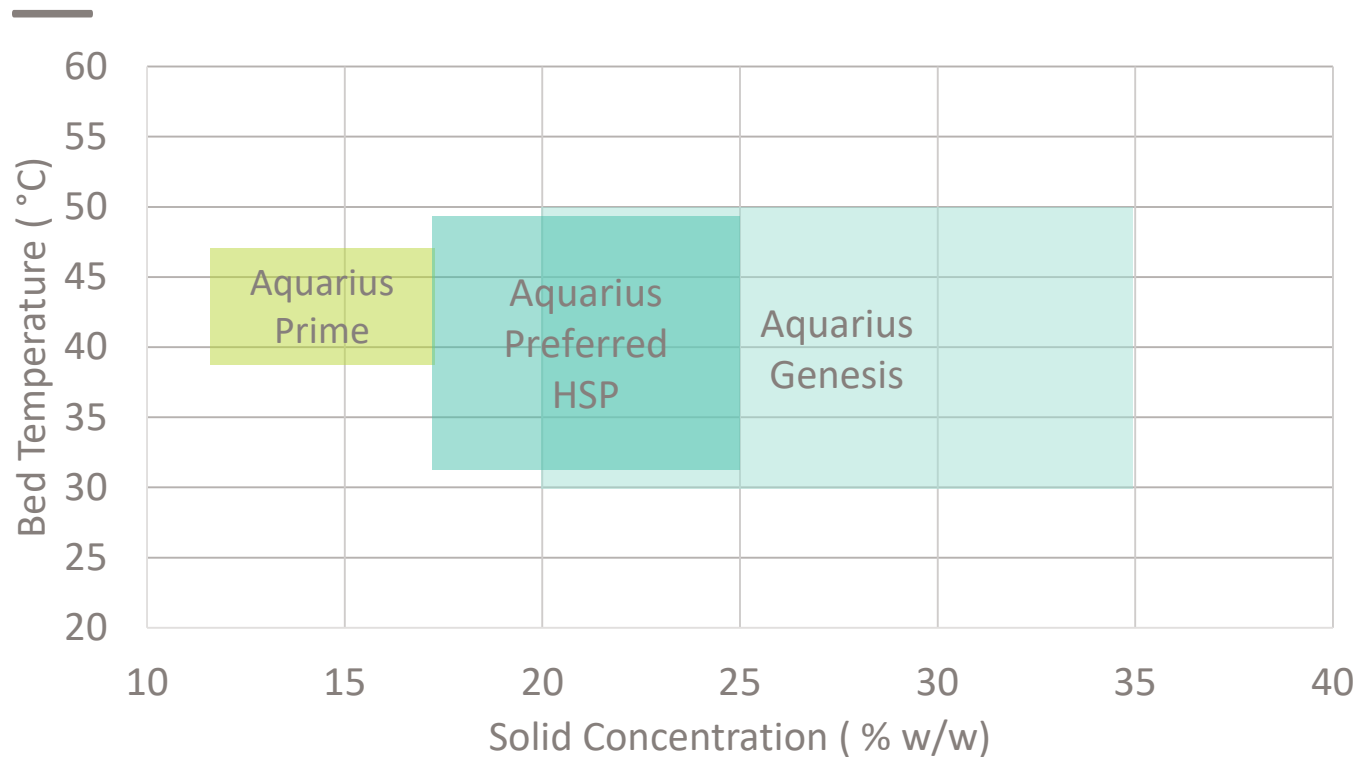 60
55
50
45
40
35
30
25
20
Bed Temperature ( °C)
Aquarius
Prime
Aquarius
Preferred
HSP
Aquarius
Genesis
10 15 20 25 30 35 40
Solid Concentration ( % w/w)